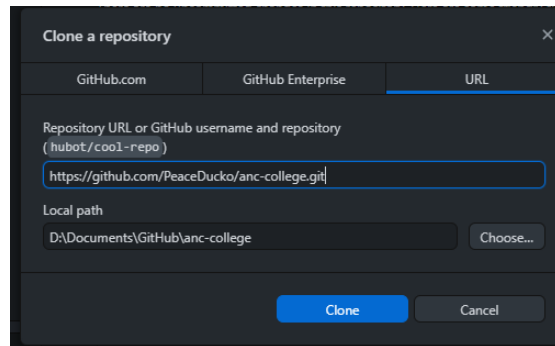 Clone a repository
GitHub.com GitHub Enterprise URL
Repository URL or GitHub username and repository
(hubot/cool-repo)
https://github.com/PeaceDucko/anc-college.git
Local path
D:\Documents\GitHub\anc-college Choose...
Clone Cancel